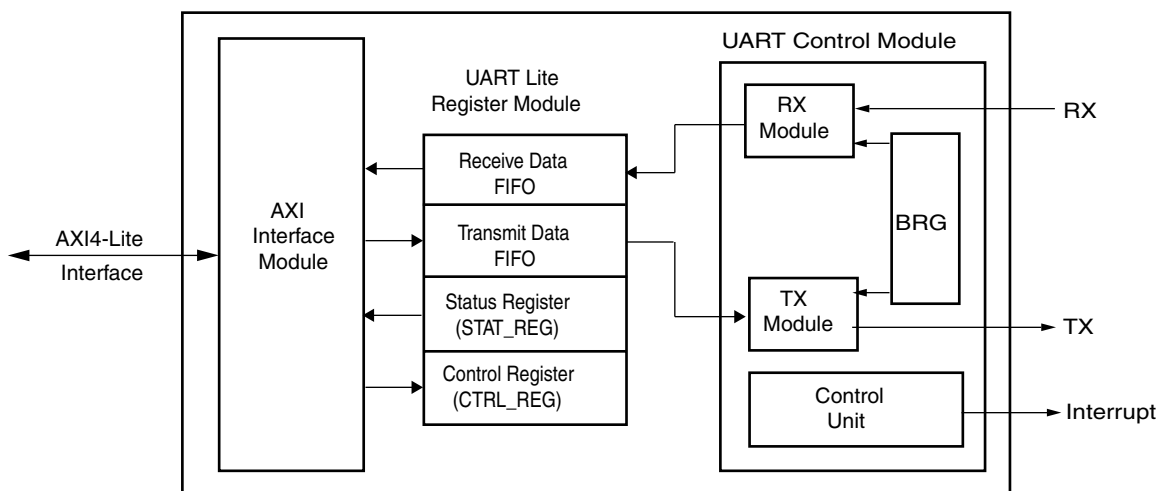 UART Control Module
UART Lite
Register Module
RX
Module
RX
Receive Data
FIFO
AXI
Interface
Module
AXI4-Lite
Interface
Transmit Data
FIFO
BRG
Status Register
(STAT_REG)
TX
Module
TX
Control Register
(CTRL_REG)
Control
Unit
Interrupt